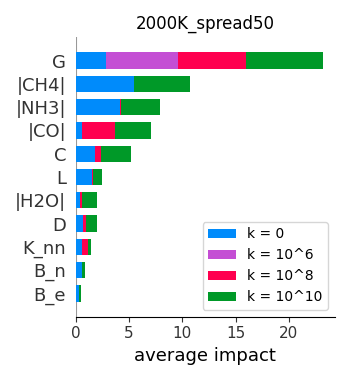 2000K_spread50
G
|CH4|
|NH3|
|CO|
C
L
|H2O|
D
K_nn
B_n
B_e
k = 0
k = 10^6
k = 10^8
k = 10^10
0 5 10 15 20
average impact